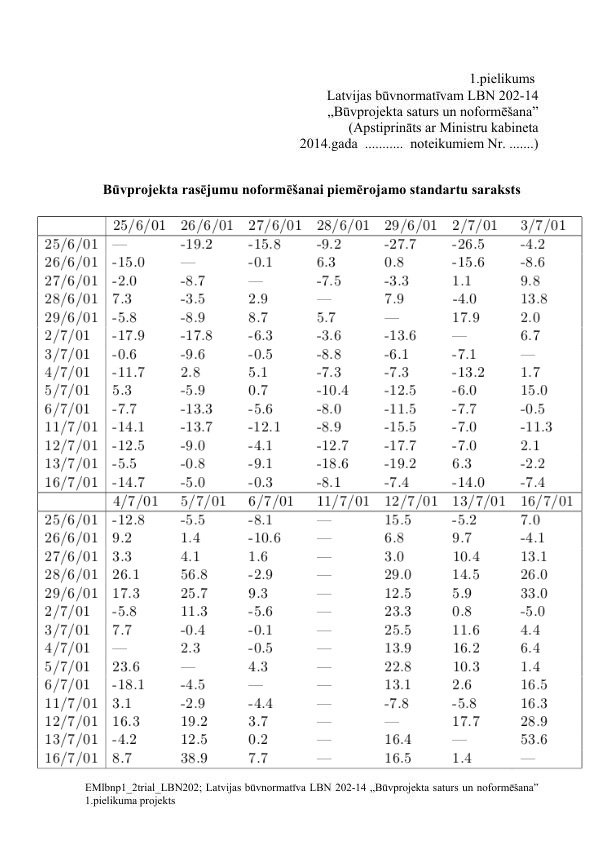 1.pielikums
Latvijas būvnormatīvam LBN 202-14
„Būvprojekta saturs un noformēšana”
(Apstiprināts ar Ministru kabineta
2014.gada ........... noteikumiem Nr. .......)
Būvprojekta rasējumu noformēšanai piemērojamo standartu saraksts
25/6/01 26/6/01 27/6/01 28/6/01 29/6/01 2/7/01 3/7/01
25/6/01 — -19.2 -15.8 -9.2 -27.7 -26.5 -4.2
26/6/01 -15.0 — -0.1 6.3 0.8 -15.6 -8.6
27/6/01 -2.0 -8.7 — -7.5 -3.3 1.1 9.8
28/6/01 7.3 -3.5 2.9 — 7.9 -4.0 13.8
29/6/01 -5.8 -8.9 8.7 5.7 — 17.9 2.0
2/7/01 -17.9 -17.8 -6.3 -3.6 -13.6 — 6.7
3/7/01 -0.6 -9.6 -0.5 -8.8 -6.1 -7.1 —
4/7/01 -11.7 2.8 5.1 -7.3 -7.3 -13.2 1.7
5/7/01 5.3 -5.9 0.7 -10.4 -12.5 -6.0 15.0
6/7/01 -7.7 -13.3 -5.6 -8.0 -11.5 -7.7 -0.5
11/7/01 -14.1 -13.7 -12.1 -8.9 -15.5 -7.0 -11.3
12/7/01 -12.5 -9.0 -4.1 -12.7 -17.7 -7.0 2.1
13/7/01 -5.5 -0.8 -9.1 -18.6 -19.2 6.3 -2.2
16/7/01 -14.7 -5.0 -0.3 -8.1 -7.4 -14.0 -7.4
4/7/01 5/7/01 6/7/01 11/7/01 12/7/01 13/7/01 16/7/01
25/6/01 -12.8 -5.5 -8.1 — 15.5 -5.2 7.0
26/6/01 9.2 1.4 -10.6 — 6.8 9.7 -4.1
27/6/01 3.3 4.1 1.6 — 3.0 10.4 13.1
28/6/01 26.1 56.8 -2.9 — 29.0 14.5 26.0
29/6/01 17.3 25.7 9.3 — 12.5 5.9 33.0
2/7/01 -5.8 11.3 -5.6 — 23.3 0.8 -5.0
3/7/01 7.7 -0.4 -0.1 — 25.5 11.6 4.4
4/7/01 — 2.3 -0.5 — 13.9 16.2 6.4
5/7/01 23.6 — 4.3 — 22.8 10.3 1.4
6/7/01 -18.1 -4.5 — — 13.1 2.6 16.5
11/7/01 3.1 -2.9 -4.4 — -7.8 -5.8 16.3
12/7/01 16.3 19.2 3.7 — — 17.7 28.9
13/7/01 -4.2 12.5 0.2 — 16.4 — 53.6
16/7/01 8.7 38.9 7.7 — 16.5 1.4 —
EMlbnp1_2trial_LBN202; Latvijas būvnormatīva LBN 202-14 „Būvprojekta saturs un noformēšana”
1.pielikuma projekts